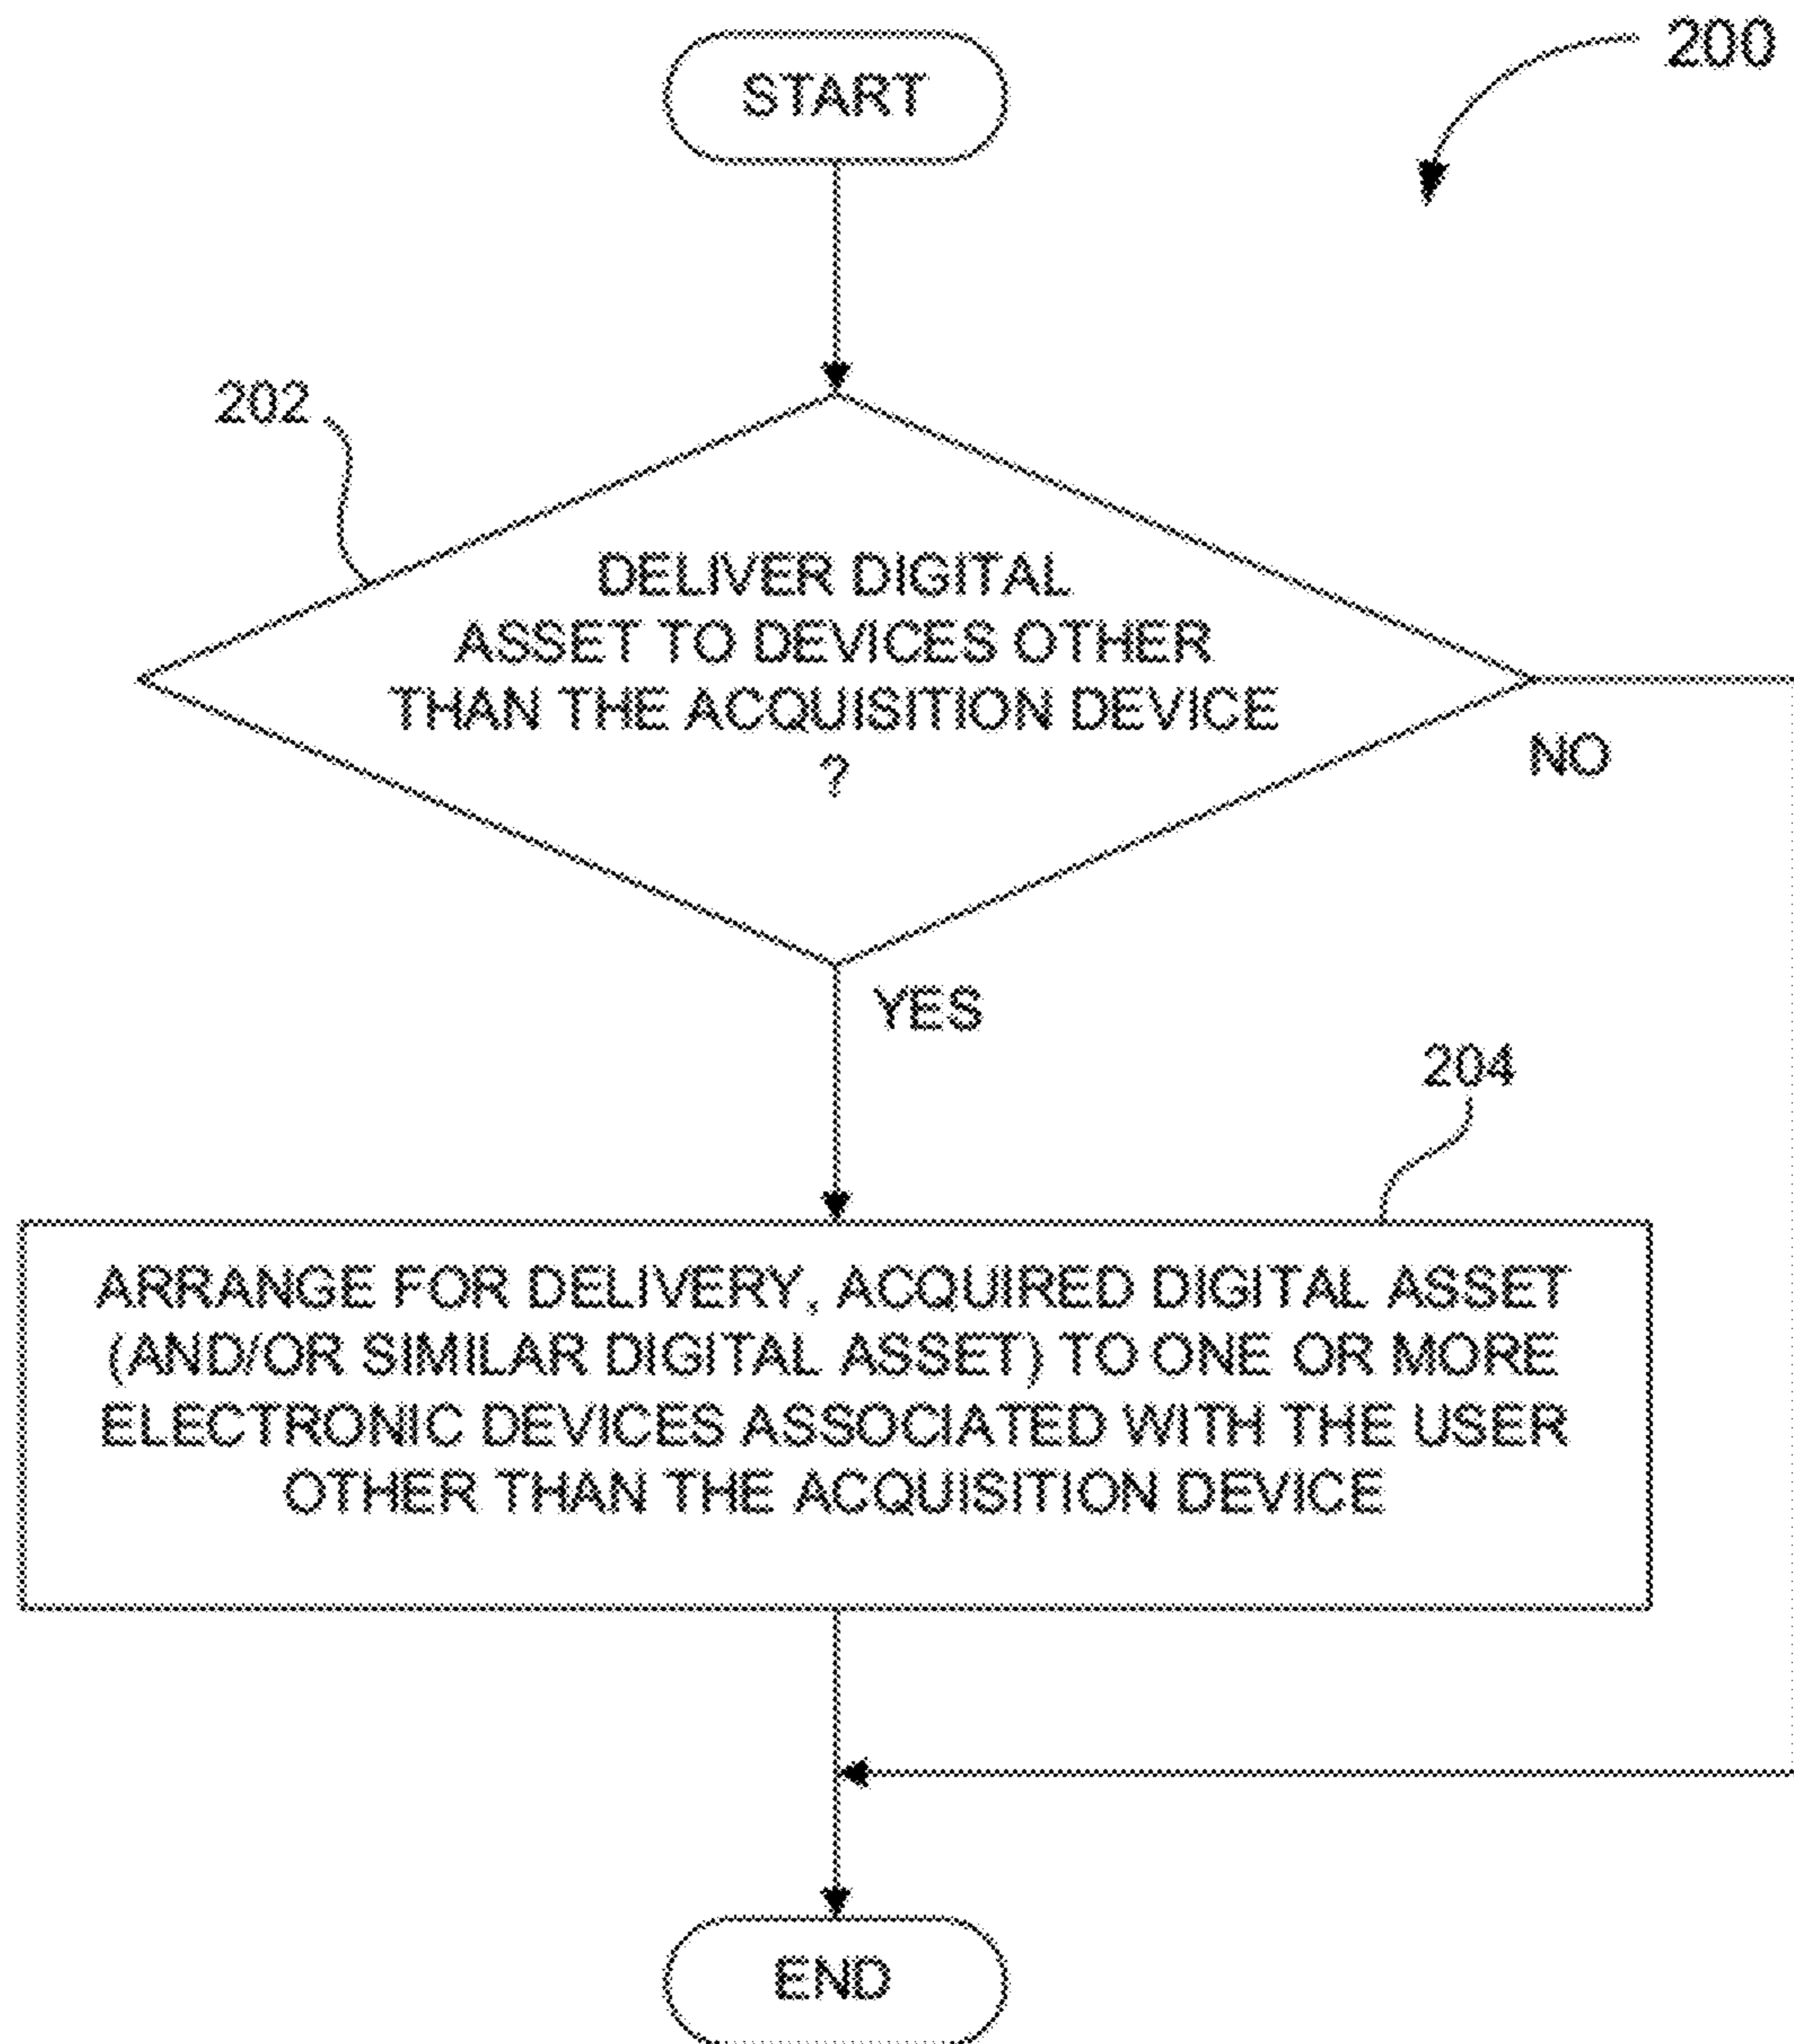 200
START
202
DELIVER DIGITAL
ASSET TO DEVICES OTHER
THAN THE ACQUISITION DEVICE
?
NO
YES
204
ARRANGE FOR DELIVERY, ACQUIRED DIGITAL ASSET
(AND/OR SIMILAR DIGITAL ASSET) TO ONE OR MORE
ELECTRONIC DEVICES ASSOCIATED WITH THE USER
OTHER THAN THE ACQUISITION DEVICE
END